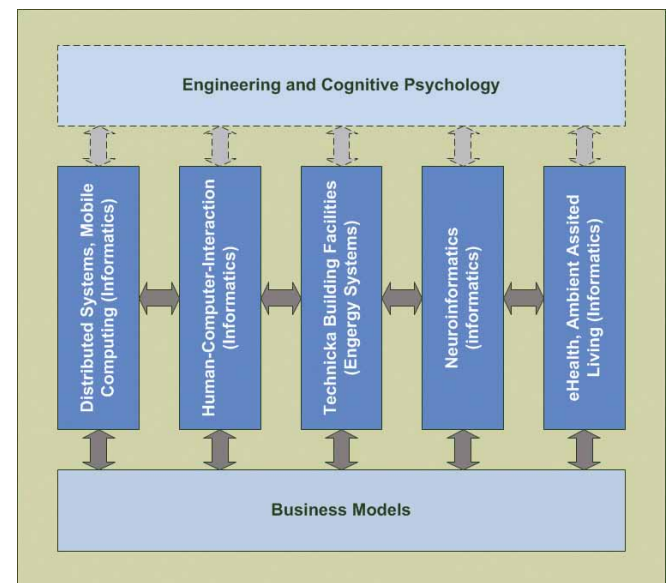 Engineering and Cognitive Psychology
Distributed Systems, Mobile
Computing (Informatics)
Human-Computer-Interaction
(Informatics)
Technicka Building Facilities
(Engergy Systems)
Neuroinformatics
(informatics)
eHealth, Ambient Assited
Living (Informatics)
Business Models